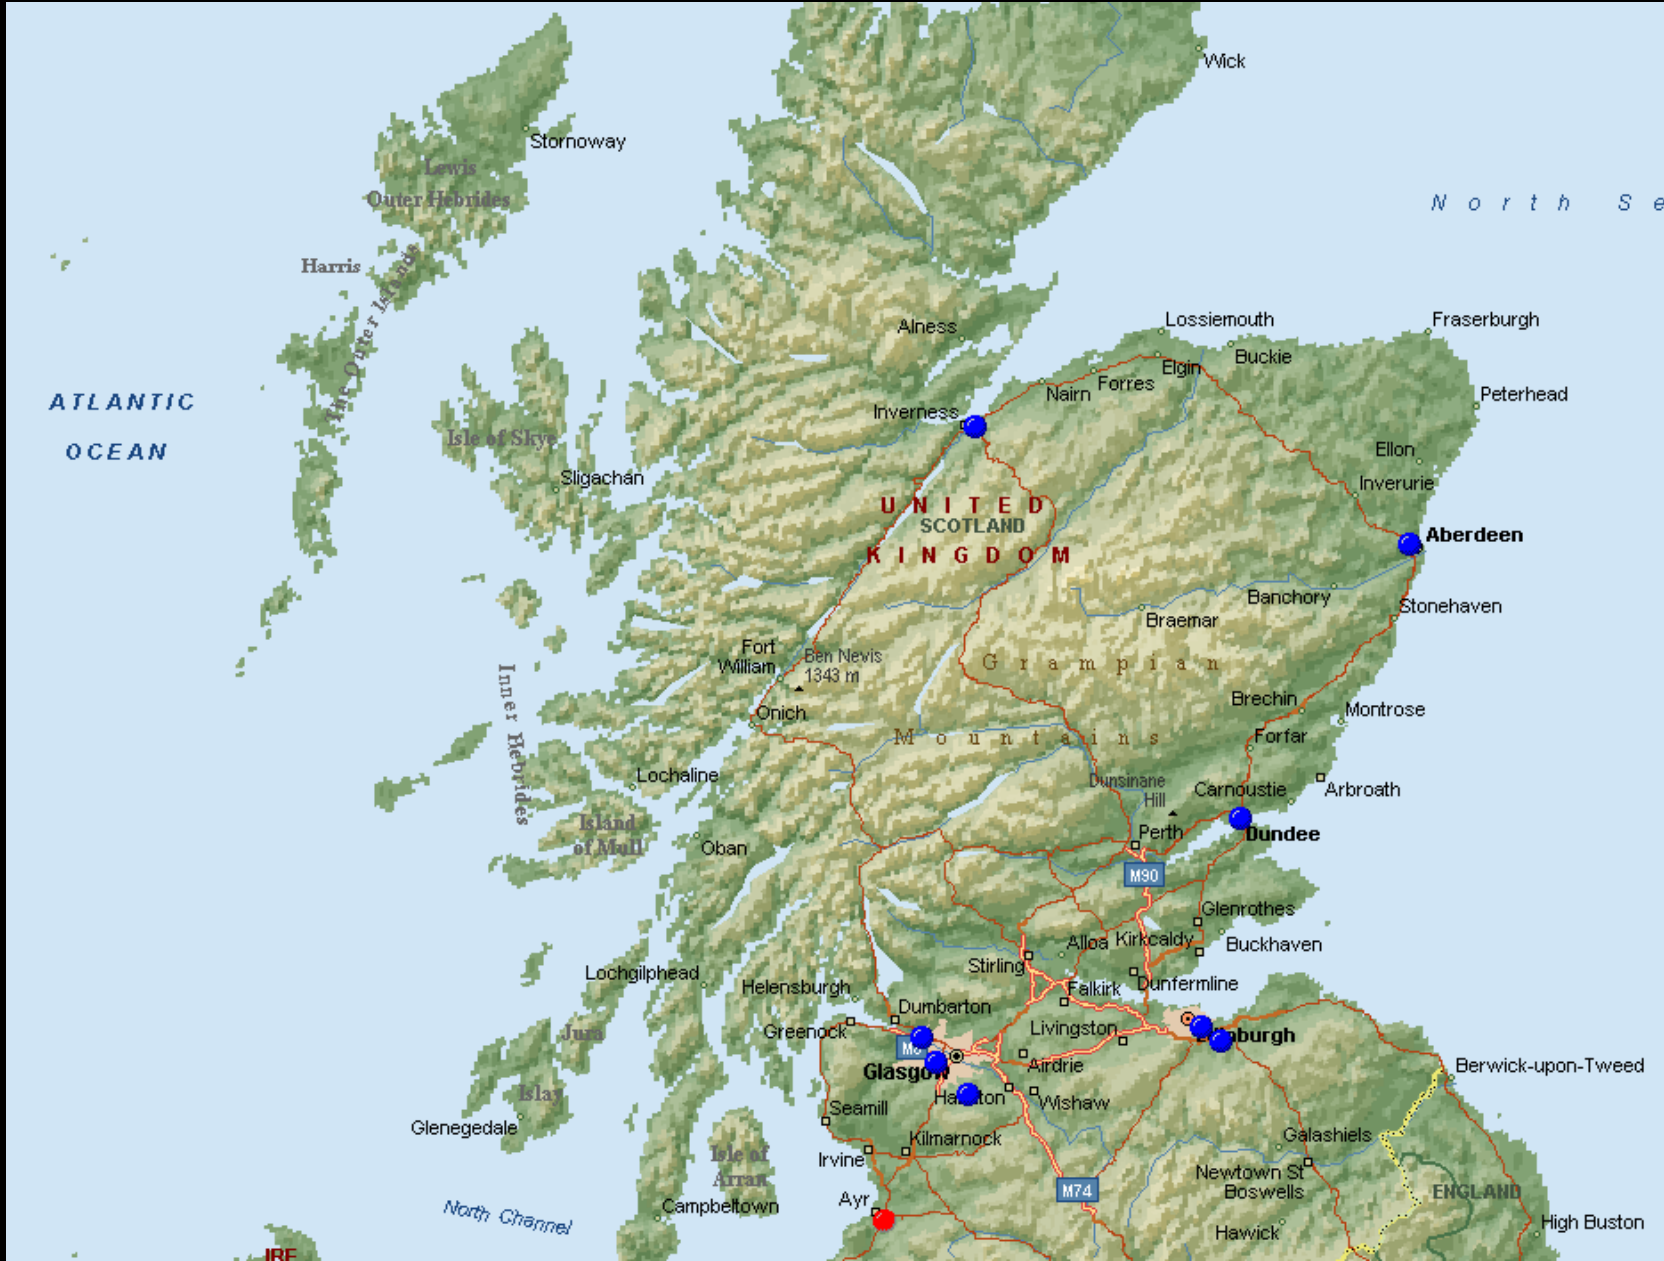 Wick
Stornoway
Lewis
Outer Hebrides
North Se
Harris
The Outer Islands
Alness
Lossiemouth
Fraserburgh
Buckie
Elgin
Forres
Nairn
Peterhead
ATLANTIC
OCEAN
Inverness
Isle of Skye
Ellon
Sligachan
Inverurie
UNITED
SCOTLAND
KINGDOM
Aberdeen
Banchory
Stonehaven
Braemar
Fort
William
Ben Nevis
1343 m
Grampian
Mountains
Inner Hebrides
Brechin
Montrose
Onich
Forfar
Lochaline
Dunsinane
Hill
Carnoustie
Arbroath
Island
of Mull
Oban
Perth
Dundee
M90
Glenrothes
Alloa
Kirkcaldy
Buckhaven
Stirling
Lochgilphead
Helensburgh
Falkirk
Dunfermline
Dumbarton
Greenock
Livingston
Jura
M8
Glasgow
Airdrie
Berwick-upon-Tweed
Islay
Wishaw
Seamill
Glenegedale
Kilmarnock
Galashiels
Isle of
Arran
Irvine
Newtown St
Boswells
M74
ENGLAND
Ayr
Campbeltown
North Channel
Hawick
High Buston
IRE